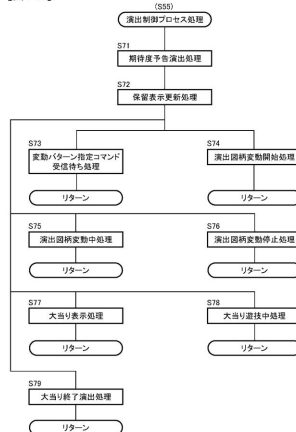 (S55)
演出制御プロセス処理
S71
期待度予告演出処理
S72
保留表示更新処理
S73
変動パターン指定コマンド
受信待ち処理
リターン
S74
演出図柄変動開始処理
リターン
S75
演出図柄変動中処理
リターン
S76
演出図柄変動停止処理
リターン
S77
大当り表示処理
リターン
S78
大当り遊技中処理
リターン
S79
大当り終了演出処理
リターン